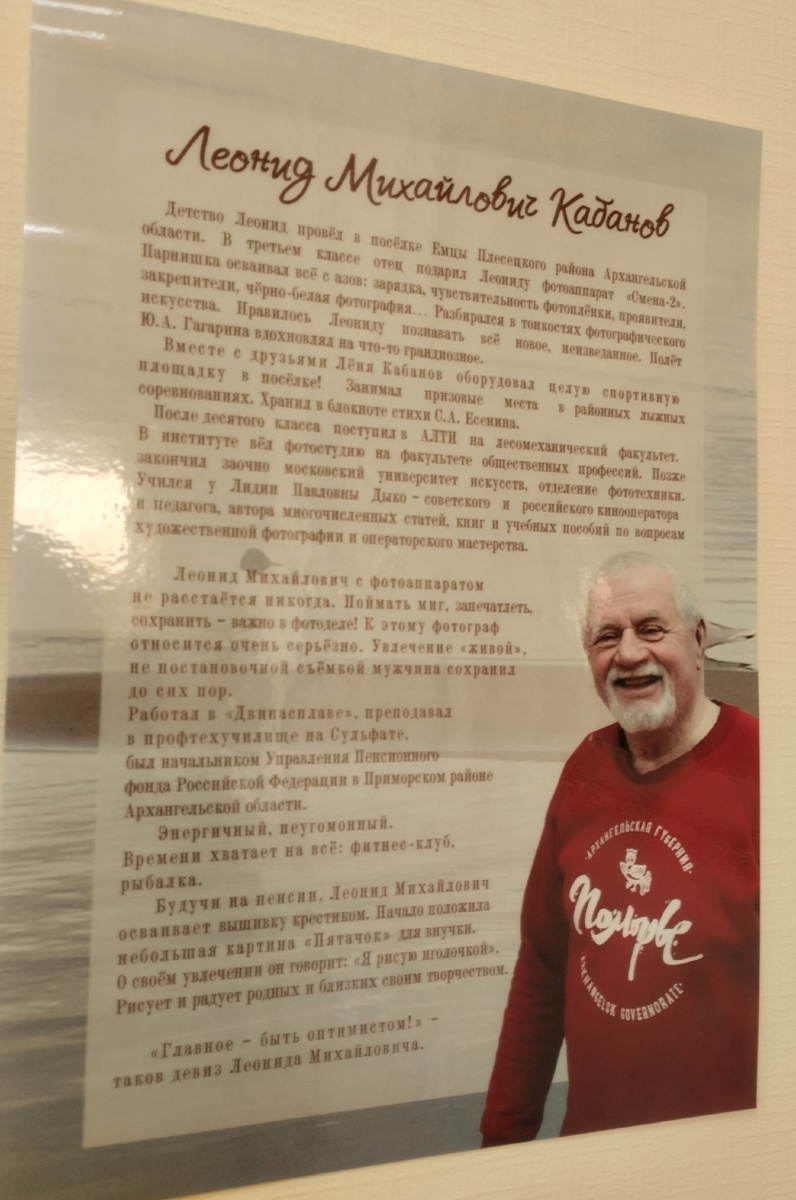 Леонид Михайлович Кабанов
Детство Леонид провёл в посёлке Емцы Плесецкого района Архангельской
области. В третьем классе отец подарил Леониду фотоаппарат «Смена-2».
Парнишка осваивал всё с азов: зарядка, чувствительность фотоплёнки, проявители,
закрепители, чёрно-белая фотография... Разбирался в тонкостях фотографического
искусства. Нравилось Леониду познавать всё новое, неизведанное. Полёт
Ю.А. Гагарина вдохновлял на что-то грандиозное.
Вместе с друзьями Лёня Кабанов оборудовал целую спортивную
площадку в посёлке! Занимал призовые места в районных лыжных
соревнованиях. Хранил в блокноте стихи С.А. Есенина.
После десятого класса поступил в АЛТИ на лесомеханический факультет.
В институте вёл фотостудию на факультете общественных профессий. Позже
закончил заочно московский университет искусств, отделение фототехники.
Учился у Лидии Павловны Дыко – советского и российского кинооператора
и педагога, автора многочисленных статей, книг и учебных пособий по вопросам
художественной фотографии и операторского мастерства.
Леонид Михайлович с фотоаппаратом
не расстаётся никогда. Поймать миг, запечатлеть,
сохранить – важно в фотоделе! К этому фотограф
относится очень серьёзно. Увлечение «живой»,
не постановочной съёмкой мужчина сохранил
до сих пор.
Работал в «Двинасплаве», преподавал
в профтехучилище на Сульфате,
был начальником Управления Пенсионного
фонда Российской Федерации в Приморском районе
Архангельской области.
Энергичный, неугомонный.
Времени хватает на всё: фитнес-клуб,
рыбалка.
Будучи на пенсии, Леонид Михайлович
осваивает вышивку крестиком. Начало положила
небольшая картина «Пятачок» для внучки.
О своём увлечении он говорит: «Я рисую иголочкой».
Рисует и радует родных и близких своим творчеством.
«Главное – быть оптимистом!» –
таков девиз Леонида Михайловича.
·АРХАНГЕЛЬСКАЯ ГУБЕРНИЯ·
Поморье
·ARKHANGELSK GOVERNORATE·